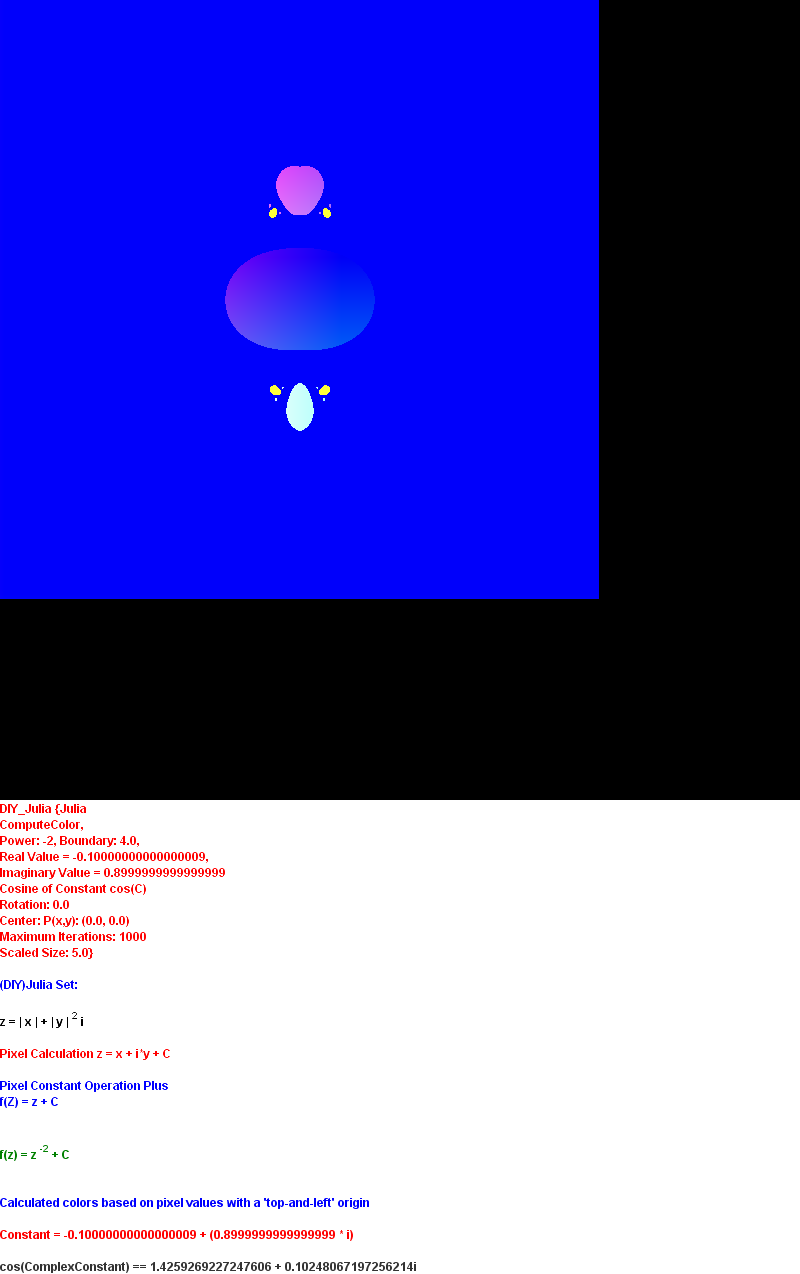 DIY_Julia {Julia
ComputeColor,
Power: -2, Boundary: 4.0,
Real Value = -0.10000000000000009,
Imaginary Value = 0.8999999999999999
Cosine of Constant cos(C)
Rotation: 0.0
Center: P(x,y): (0.0, 0.0)
Maximum Iterations: 1000
Scaled Size: 5.0}
(DIY)Julia Set:
z = | x | + | y | 2 i
Pixel Calculation z = x + i*y + C
Pixel Constant Operation Plus
f(Z) = z + C
f(z) = z -2 + C
Calculated colors based on pixel values with a 'top-and-left' origin
Constant = -0.10000000000000009 + (0.8999999999999999 * i)
cos(ComplexConstant) == 1.4259269227247606 + 0.10248067197256214i